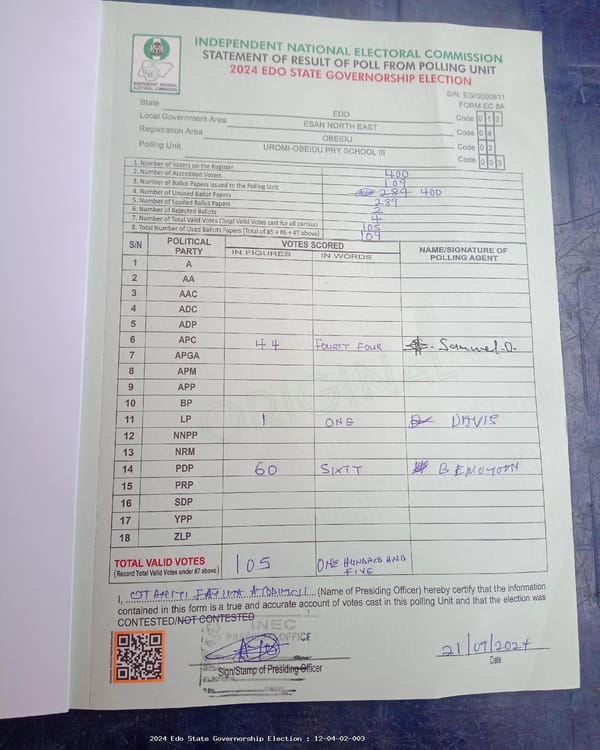 INDEPENDENT NATIONAL ELECTORAL COMMISSION
STATEMENT OF RESULT OF POLL FROM POLLING UNIT
2024 EDO STATE GOVERNORSHIP ELECTION
INEC
INDEPENDENT NATIONAL
ELECTORAL COMMISSION
S/N: EG/0000811
FORM EC 8A
State EDO Code 0 1 2
Local Government Area ESAN NORTH EAST Code 0 4
Registration Area OBEIDU Code 0 2
Polling Unit UROMI-OBEIDU PRY SCHOOL III Code 0 0 3
1. Number of Voters on the Register 400
2. Number of Accredited Voters 109
3. Number of Ballot Papers Issued to the Polling Unit 289 400
4. Number of Unused Ballot Papers 289
5. Number of Spoiled Ballot Papers
6. Number of Rejected Ballots 4
7. Number of Total Valid Votes (Total Valid Votes cast for all parties) 105
8. Total Number of Used Ballots Papers (Total of #5 + #6 + #7 above) 109
S/N POLITICAL PARTY VOTES SCORED NAME/SIGNATURE OF POLLING AGENT
IN FIGURES IN WORDS
1 A
2 AA
3 AAC
4 ADC
5 ADP
6 APC 44 FOURTY FOUR Samuel .O.
7 APGA
8 APM
9 APP
10 BP
11 LP 1 ONE DAVIS
12 NNPP
13 NRM
14 PDP 60 SIXTY
15 PRP
16 SDP
17 YPP
18 ZLP
ORIGINAL
TOTAL VALID VOTES 105 ONE HUNDRED AND FIVE
(Record Total Valid Votes under #7 above)
I, (Name of Presiding Officer) hereby certify that the information
contained in this form is a true and accurate account of votes cast in this polling Unit and that the election was
CONTESTED/NOT CONTESTED
INEC
PRESIDING OFFICE
Sign/Stamp of Presiding Officer
21/09/2024
Date
2024 Edo State Governorship Election : 12-04-02-003